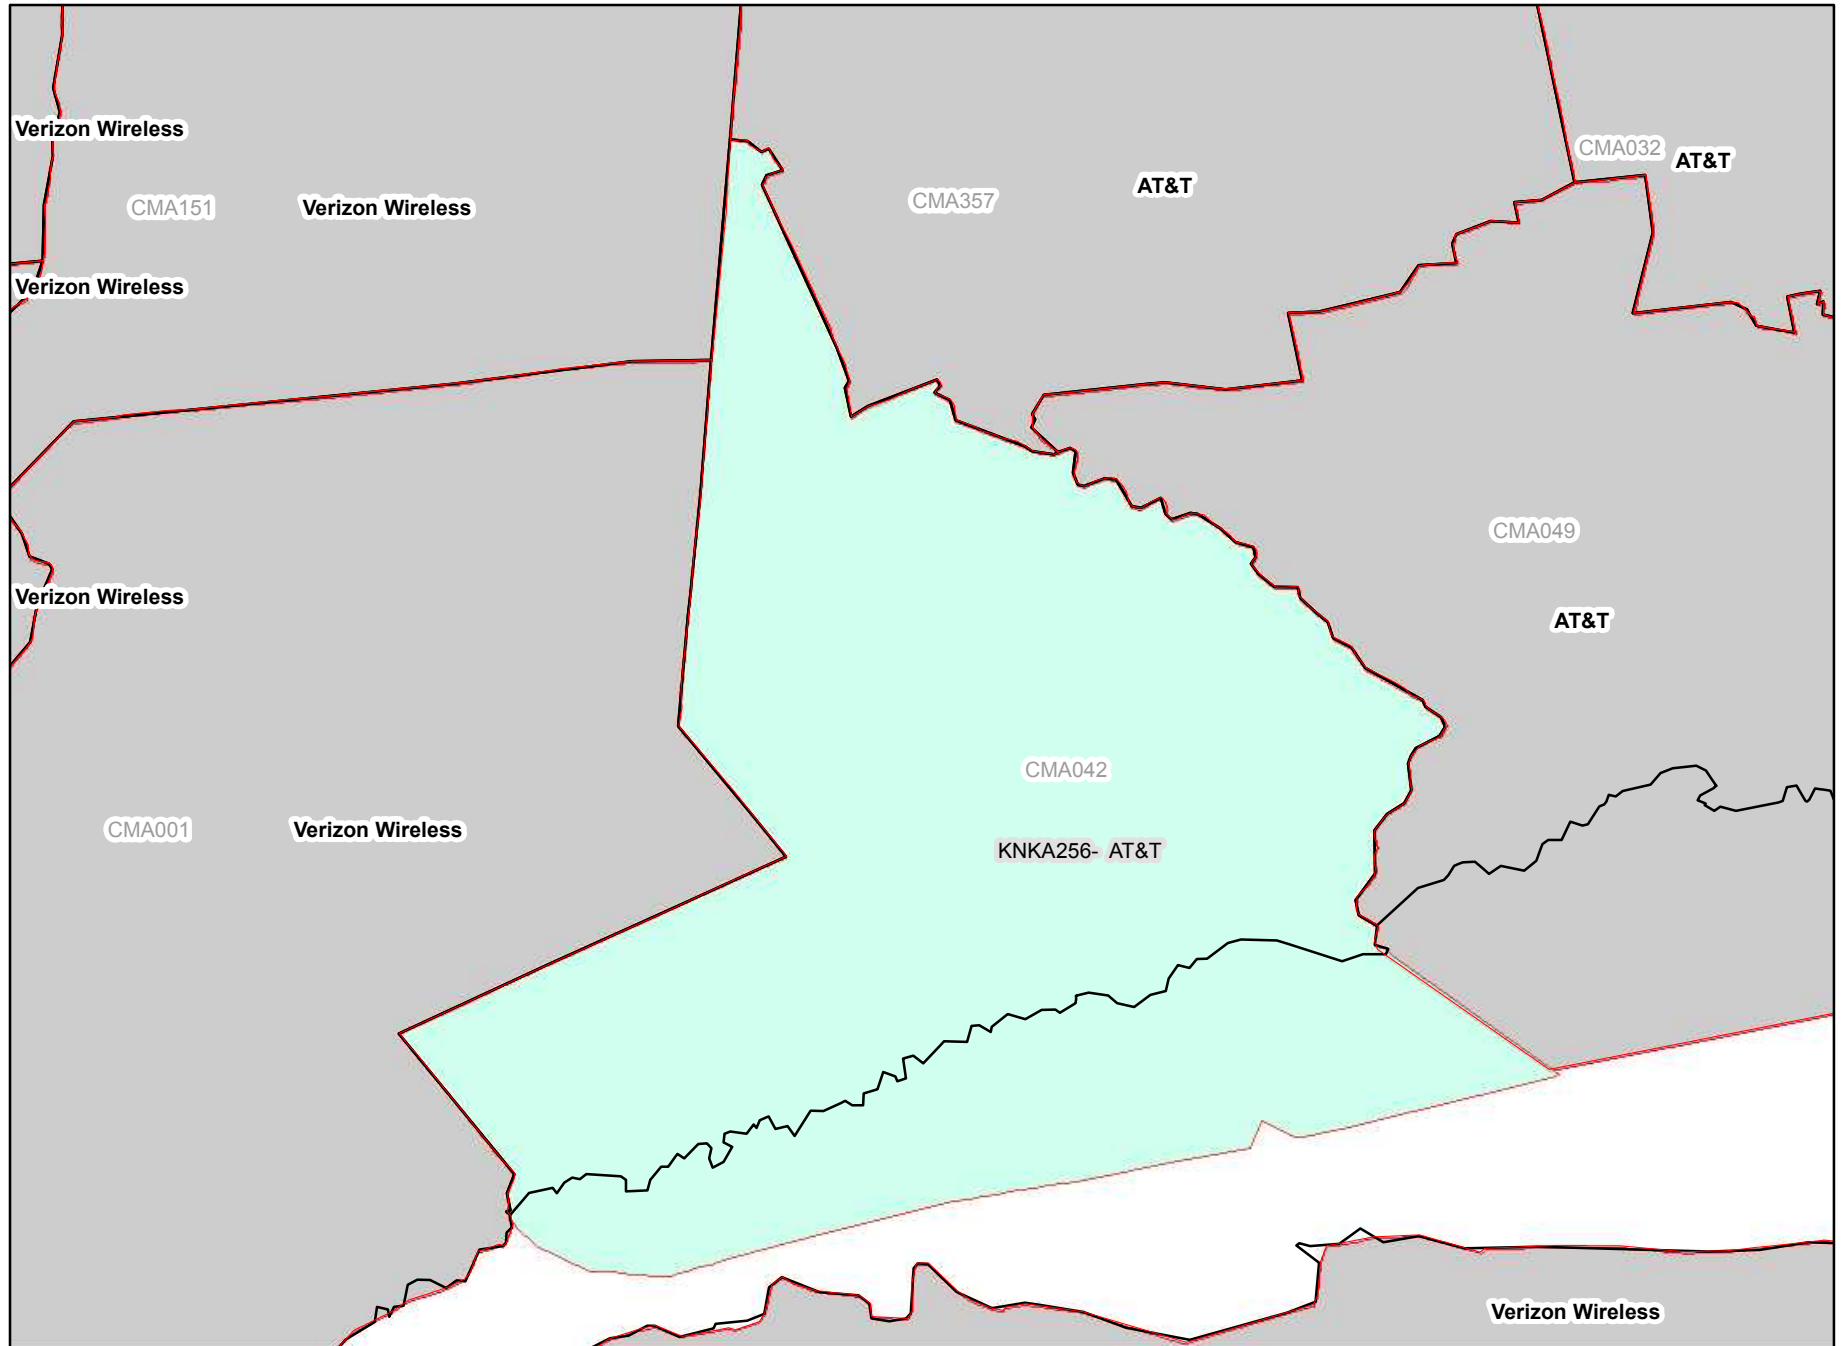 Verizon Wireless
CMA032
AT&T
CMA151
Verizon Wireless
CMA357
AT&T
Verizon Wireless
CMA049
Verizon Wireless
AT&T
CMA042
CMA001
Verizon Wireless
KNKA256- AT&T
Verizon Wireless